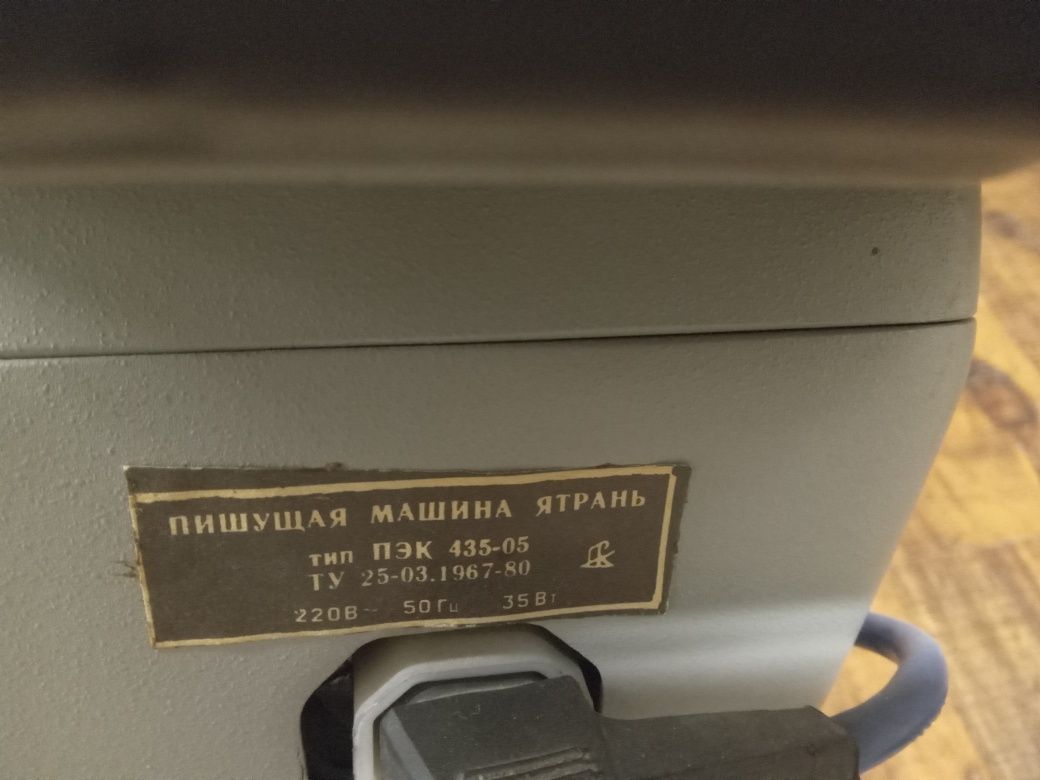 ПИШУЩАЯ МАШИНА ЯТРАНЬ
тип ПЭК 435-05
ТУ 25-03.1967-80
220В~ 50Гц 35Вт